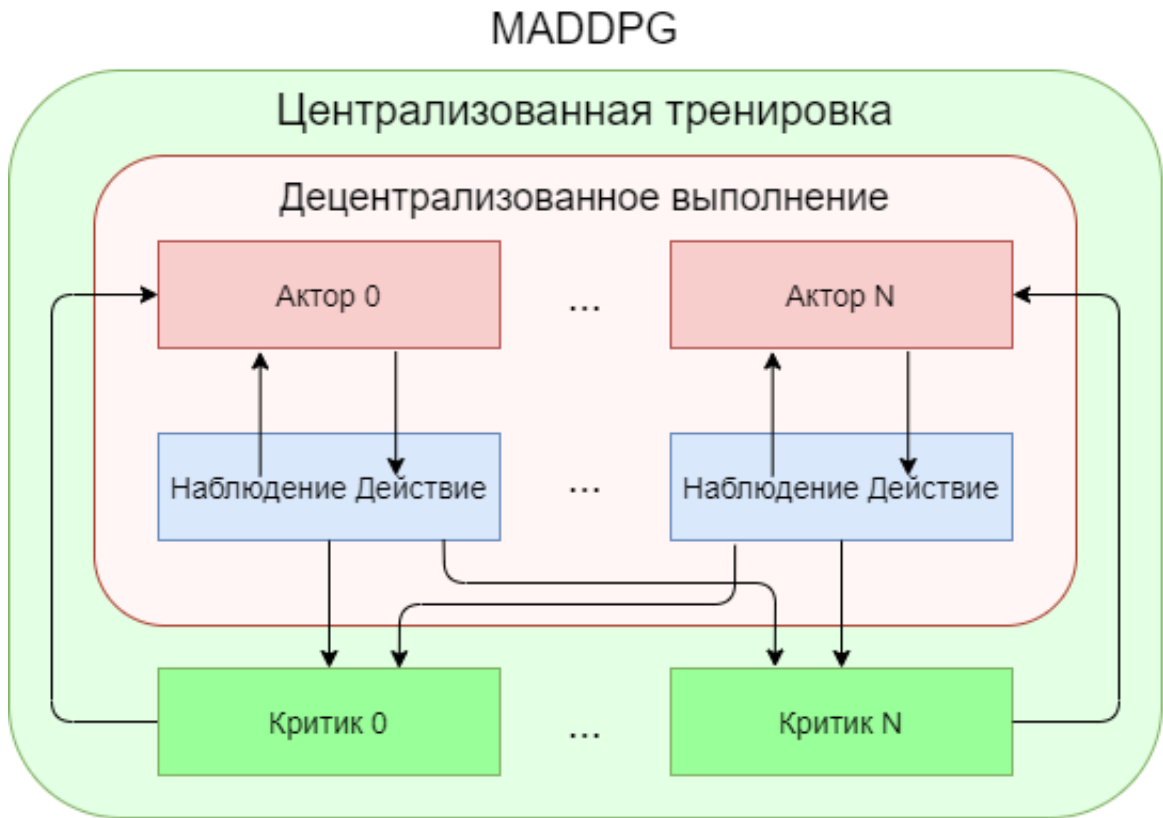 MADDPG
Централизованная тренировка
Децентрализованное выполнение
Актор 0
...
Актор N
Наблюдение Действие
...
Наблюдение Действие
Критик 0
...
Критик N